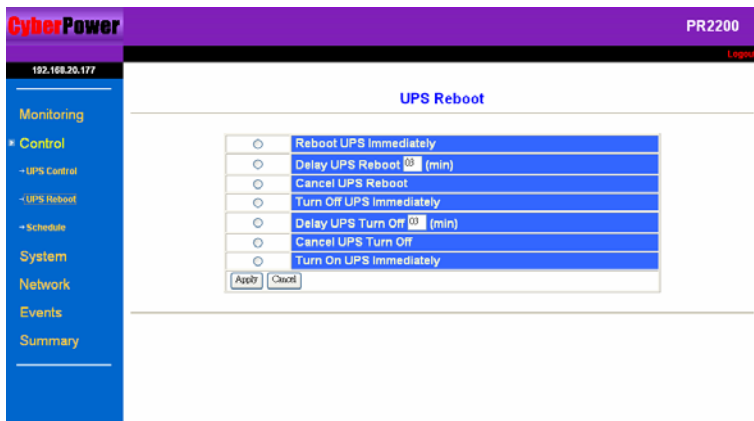 CyberPower
PR2200
Logout
192.168.20.177
UPS Reboot
Monitoring
Control
UPS Control
UPS Reboot
Schedule
System
Network
Events
Summary
Reboot UPS Immediately
Delay UPS Reboot 03 (min)
Cancel UPS Reboot
Turn Off UPS Immediately
Delay UPS Turn Off 03 (min)
Cancel UPS Turn Off
Turn On UPS Immediately
Apply Cancel